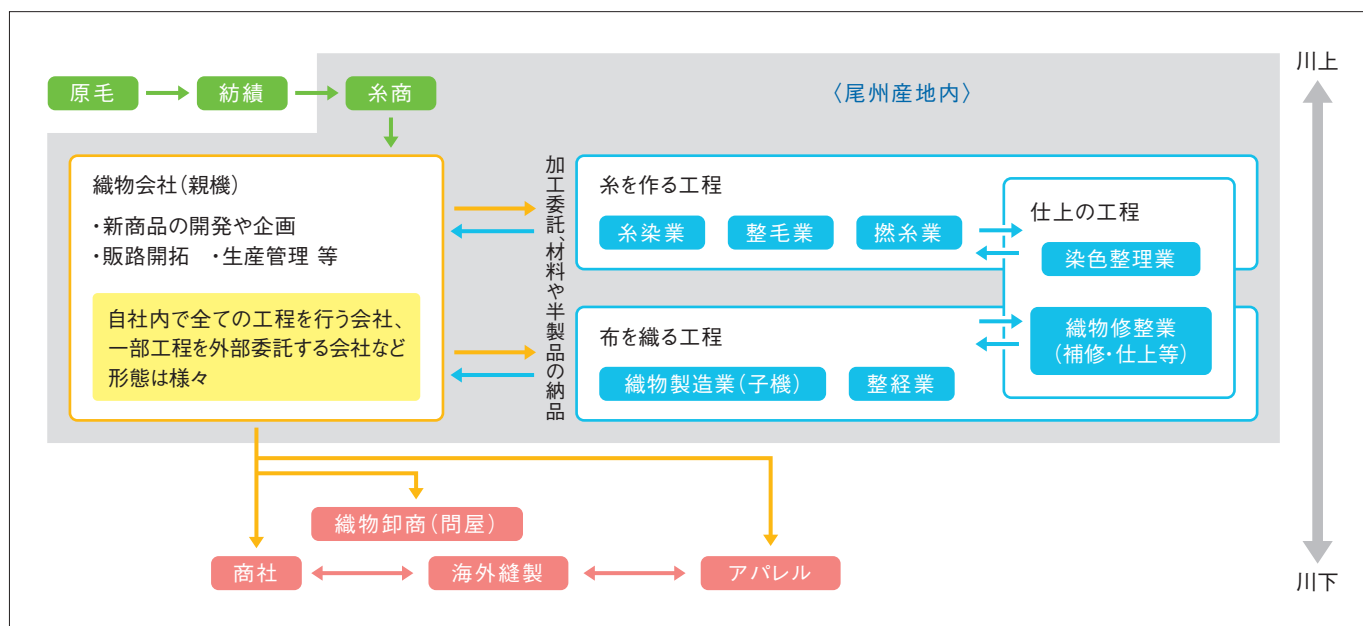 川上
原毛
紡績
糸商
〈尾州産地内〉
織物会社(親機)
・新商品の開発や企画
・販路開拓 ・生産管理 等
自社内で全ての工程を行う会社、
一部工程を外部委託する会社など
形態は様々
加工委託、材料や半製品の納品
糸を作る工程
糸染業
整毛業
撚糸業
仕上の工程
染色整理業
織物修整業
(補修・仕上等)
布を織る工程
織物製造業(子機)
整経業
織物卸商(問屋)
商社
海外縫製
アパレル
川下